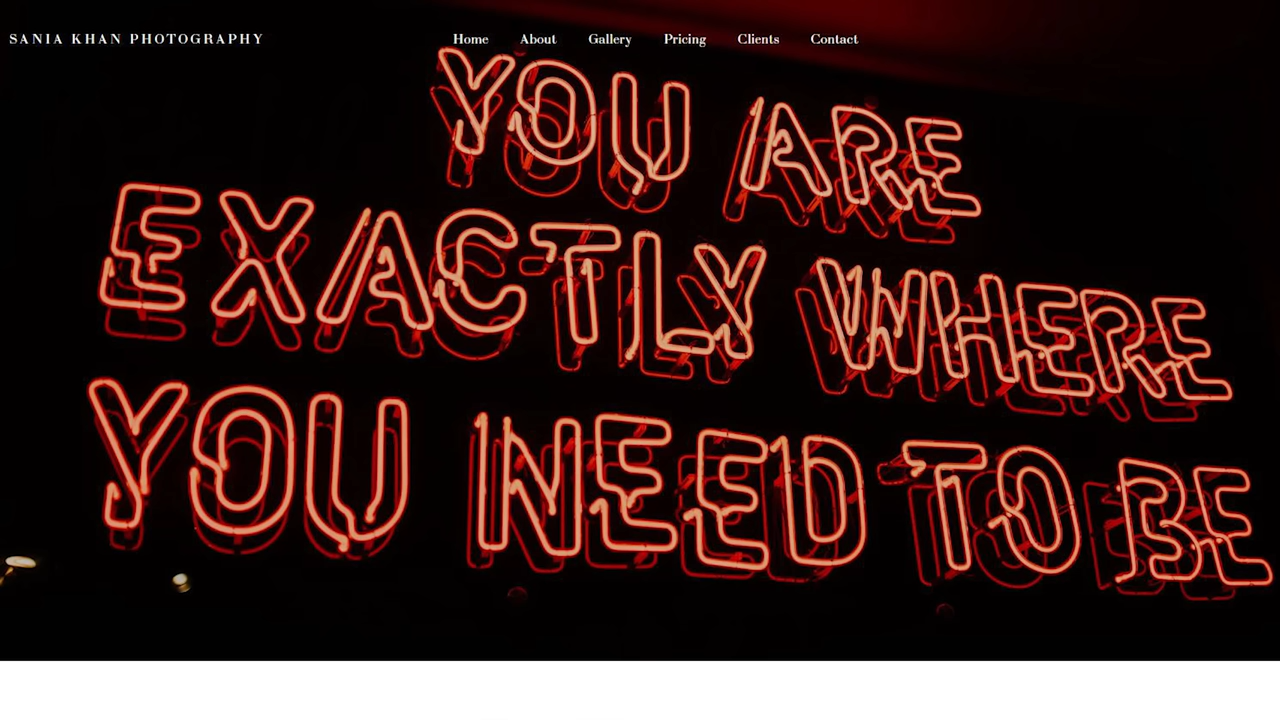 SANIA KHAN PHOTOGRAPHY
Home About Gallery Pricing Clients Contact
YOU ARE
EXACTLY WHERE
YOU NEED TO BE